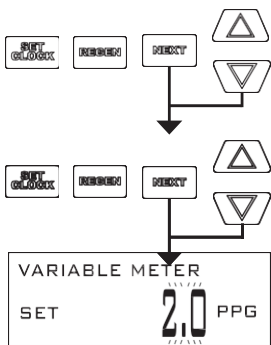 SET CLOCK REGEN NEXT
SET CLOCK REGEN NEXT
VARIABLE METER
SET 2.0 PPG